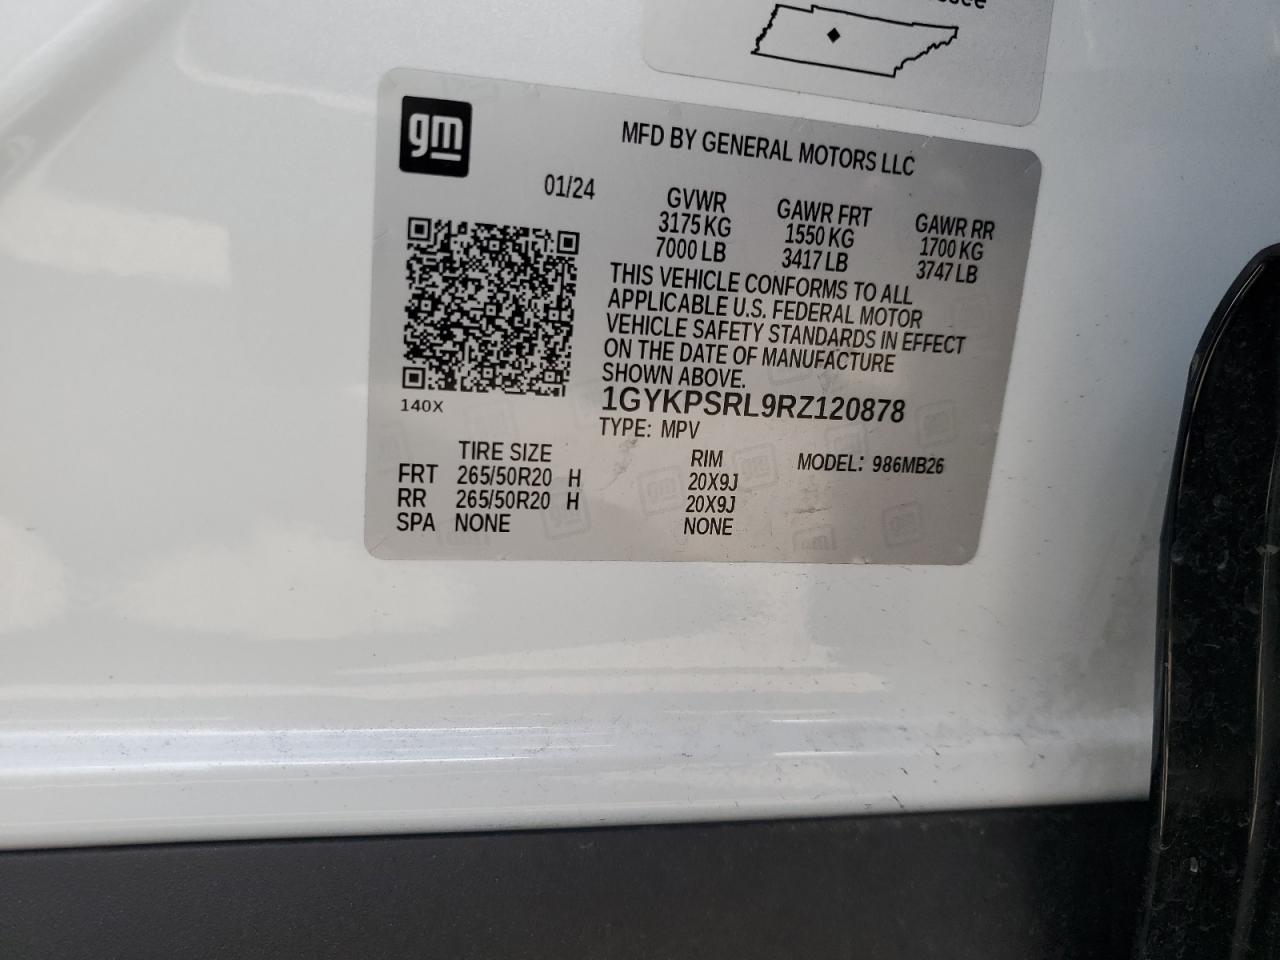 gm
MFD BY GENERAL MOTORS LLC
01/24
GVWR
3175 KG
7000 LB
GAWR FRT
1550 KG
3417 LB
GAWR RR
1700 KG
3747 LB
THIS VEHICLE CONFORMS TO ALL
APPLICABLE U.S. FEDERAL MOTOR
VEHICLE SAFETY STANDARDS IN EFFECT
ON THE DATE OF MANUFACTURE
SHOWN ABOVE.
140X
1GYKPSRL9RZ120878
TYPE: MPV
TIRE SIZE RIM MODEL: 986MB26
FRT 265/50R20 H 20X9J
RR 265/50R20 H 20X9J
SPA NONE NONE